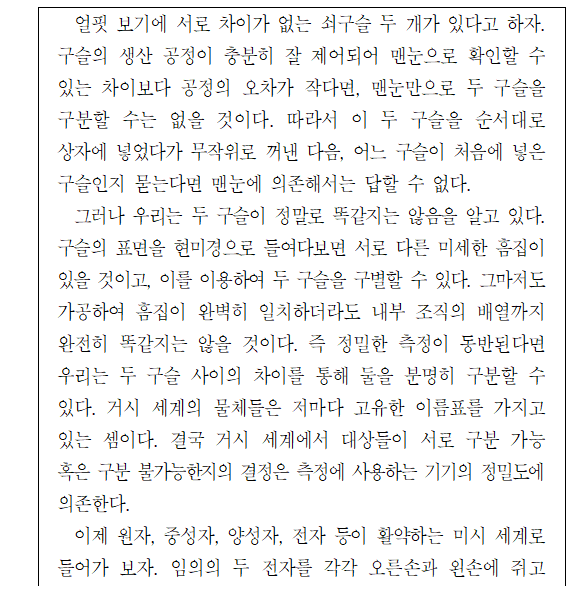 얼핏 보기에 서로 차이가 없는 쇠구슬 두 개가 있다고 하자.
구슬의 생산 공정이 충분히 잘 제어되어 맨눈으로 확인할 수
있는 차이보다 공정의 오차가 작다면, 맨눈만으로 두 구슬을
구분할 수는 없을 것이다. 따라서 이 두 구슬을 순서대로
상자에 넣었다가 무작위로 꺼낸 다음, 어느 구슬이 처음에 넣은
구슬인지 묻는다면 맨눈에 의존해서는 답할 수 없다.
그러나 우리는 두 구슬이 정말로 똑같지는 않음을 알고 있다.
구슬의 표면을 현미경으로 들여다보면 서로 다른 미세한 흠집이
있을 것이고, 이를 이용하여 두 구슬을 구별할 수 있다. 그마저도
가공하여 흠집이 완벽히 일치하더라도 내부 조직의 배열까지
완전히 똑같지는 않을 것이다. 즉 정밀한 측정이 동반된다면
우리는 두 구슬 사이의 차이를 통해 둘을 분명히 구분할 수
있다. 거시 세계의 물체들은 저마다 고유한 이름표를 가지고
있는 셈이다. 결국 거시 세계에서 대상들이 서로 구분 가능
혹은 구분 불가능한지의 결정은 측정에 사용하는 기기의 정밀도에
의존한다.
이제 원자, 중성자, 양성자, 전자 등이 활약하는 미시 세계로
들어가 보자. 임의의 두 전자를 각각 오른손과 왼손에 쥐고